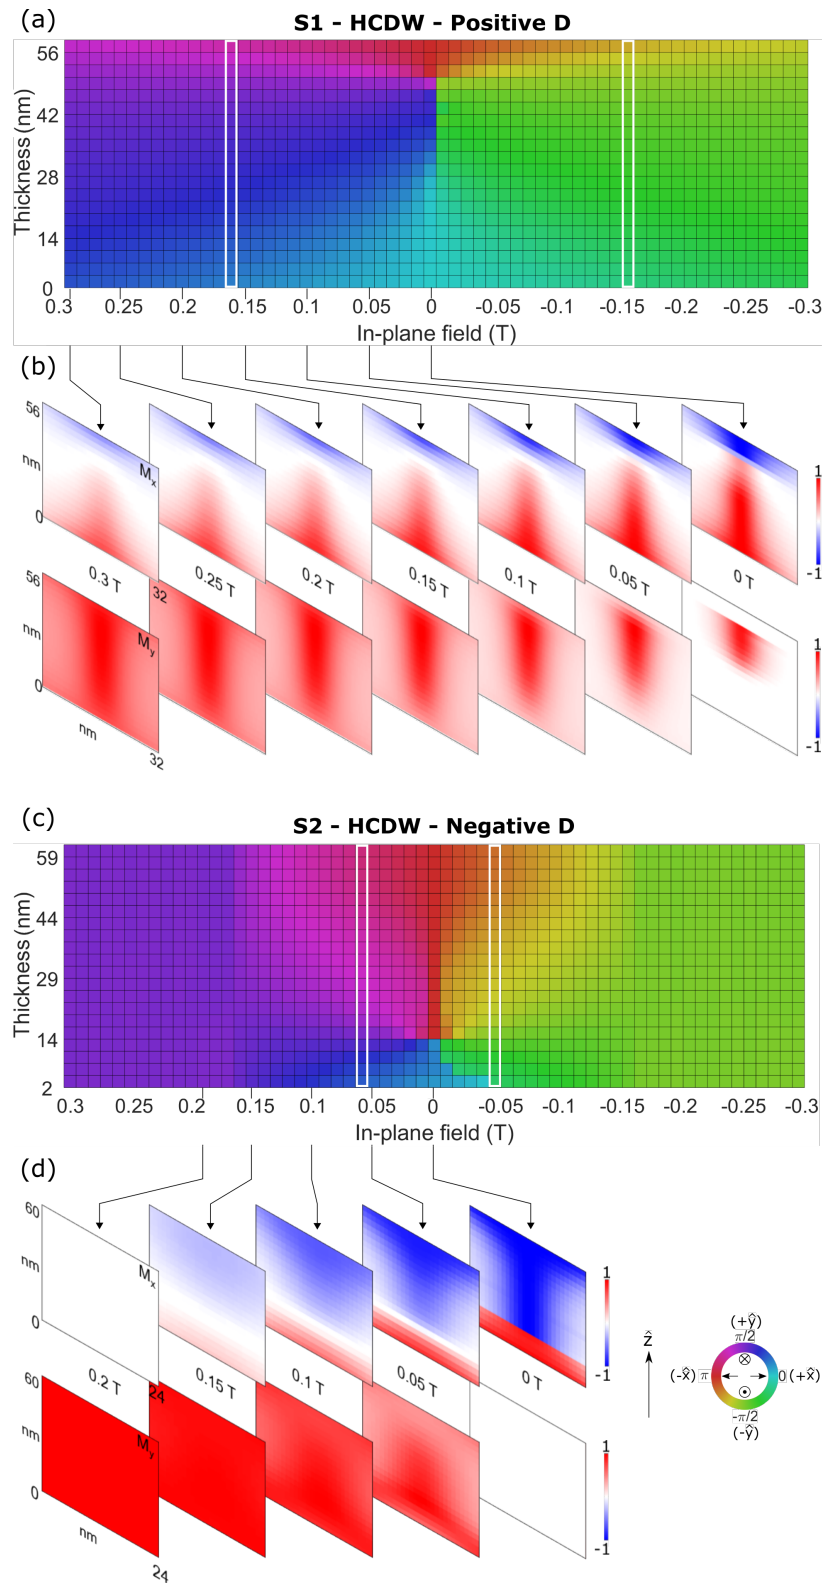 (a)
S1 - HCDW - Positive D
Thickness (nm)
56
42
28
14
0
0.3 0.25 0.2 0.15 0.1 0.05 0 -0.05 -0.1 -0.15 -0.2 -0.25 -0.3
In-plane field (T)
(b)
56
nm
0
Mx
1
-1
0.3 T 0.25 T 0.2 T 0.15 T 0.1 T 0.05 T 0 T
32
56
nm
0
My
1
-1
nm
32
(c)
S2 - HCDW - Negative D
Thickness (nm)
59
44
29
14
2
0.3 0.25 0.2 0.15 0.1 0.05 0 -0.05 -0.1 -0.15 -0.2 -0.25 -0.3
In-plane field (T)
(d)
60
nm
0
Mx
1
-1
0.2 T 0.15 T 0.1 T 0.05 T 0 T
24
60
nm
0
My
1
-1
nm
24
ẑ
(+ŷ)
π/2
(-x̂) π 0 (+x̂)
-π/2
(-ŷ)